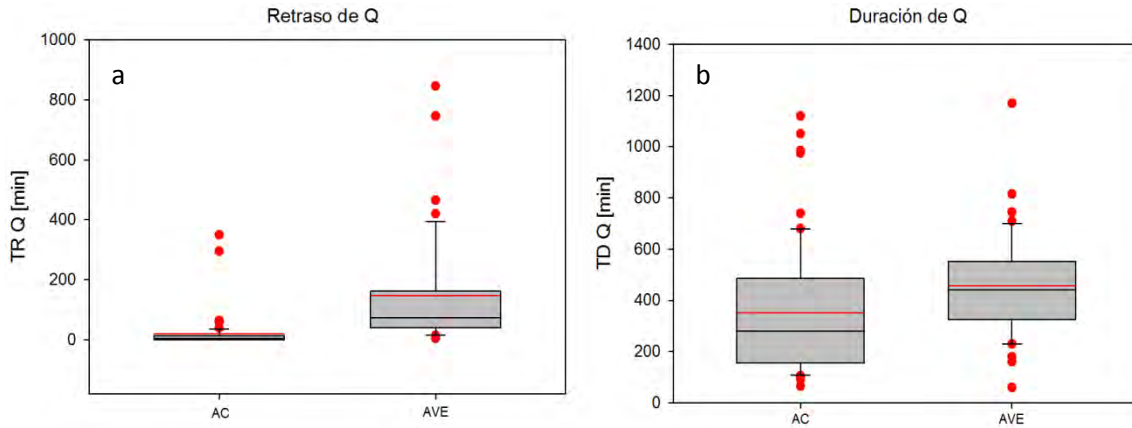 Retraso de Q
a
TR Q [min]
1000
800
600
400
200
0
AC
AVE
Duración de Q
b
TD Q [min]
1400
1200
1000
800
600
400
200
0
AC
AVE